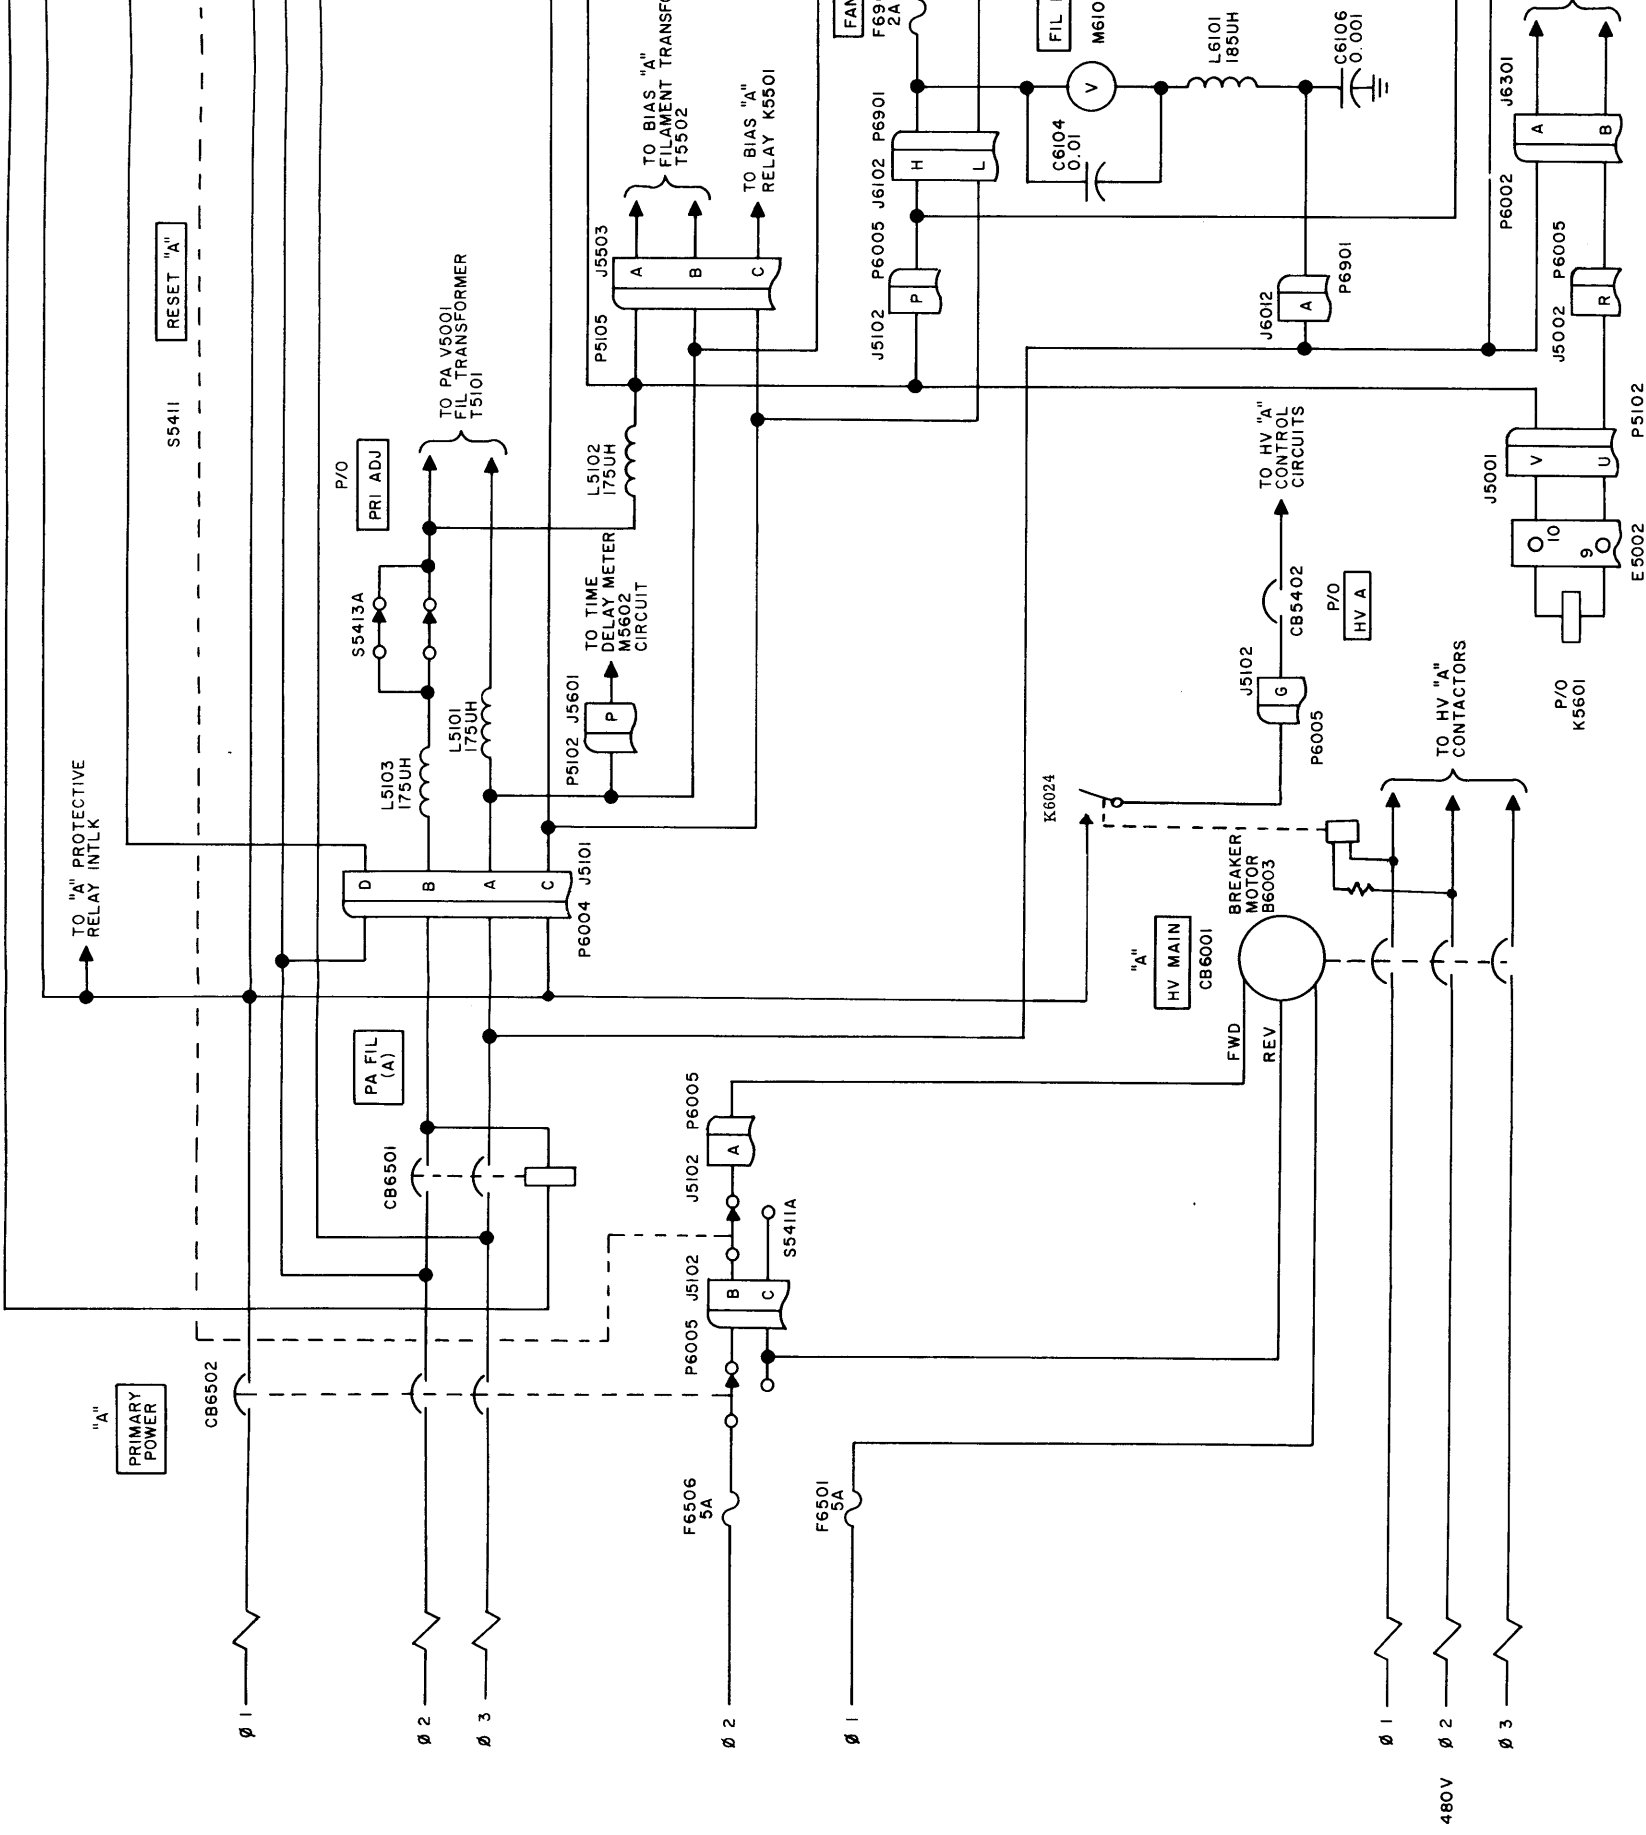 TO "A" PROTECTIVE
RELAY INTLK
"A"
PRIMARY
POWER
CB6502
S5411
RESET "A"
P/O
PRI ADJ
S5413A
TO PA V5001
FIL TRANSFORMER
T5101
L5103
175UH
L5101
175UH
D
B
A
C
P6004
J5101
PA FIL
(A)
CB6501
Ø 1
Ø 2
Ø 3
TO TIME
DELAY METER
M5602
CIRCUIT
P5102
J5601
P
L5102
175UH
P5105
J5503
A
B
C
TO BIAS "A"
FILAMENT TRANSFO
T5502
TO BIAS "A"
RELAY K5501
FAN
F69
2A
J5102
P6005
P
J6102
P6901
H
L
FIL
M610
V
C6104
0.01
L6101
185UH
C6106
0.001
J6012
P6901
A
F6506
5A
P6005
J5102
B
C
S5411A
J5102
P6005
A
F6501
5A
Ø 2
Ø 1
FWD
REV
"A"
HV MAIN
CB6001
BREAKER
MOTOR
B6003
K6024
P6005
J5102
G
CB5402
P/O
HV A
TO HV "A"
CONTROL
CIRCUITS
TO HV "A"
CONTACTORS
P/O
K5601
E5002
10
9
J5001
P5102
V
U
J5002
P6005
R
P6002
J6301
A
B
Ø 1
Ø 2
Ø 3
480V